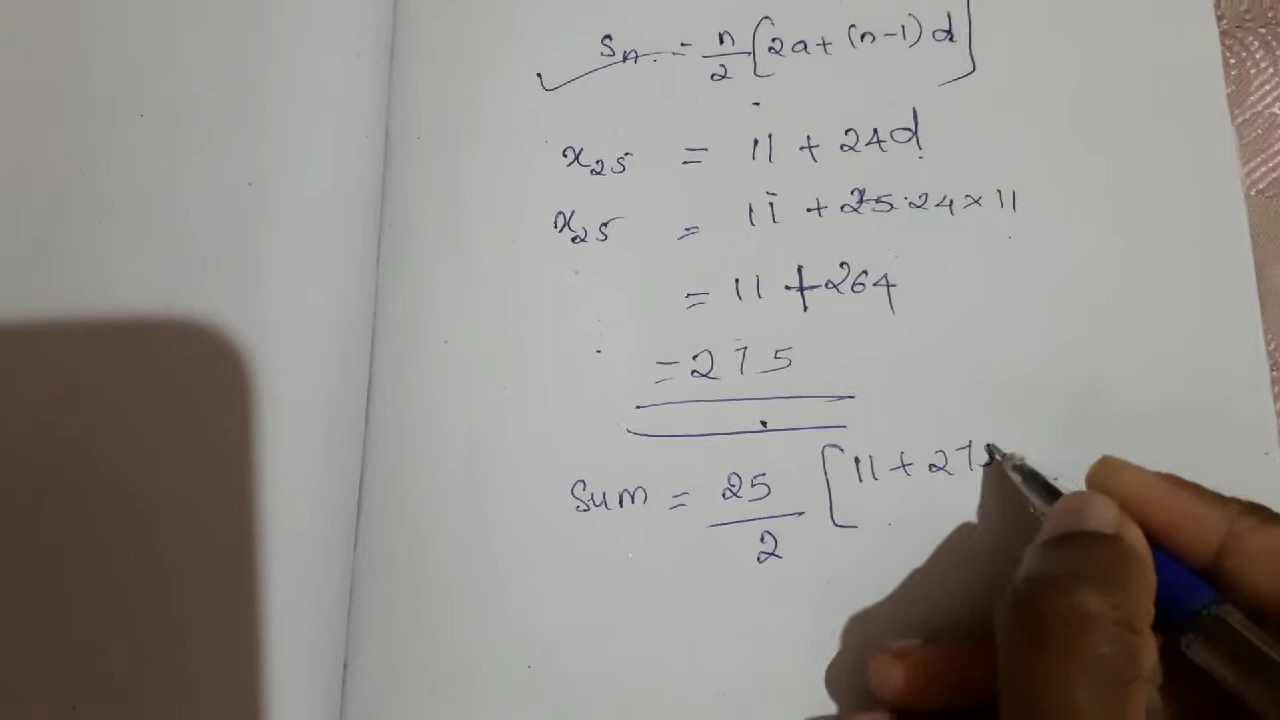 Sn = n/2 [2a + (n-1) d]
x25 = 11 + 24d
x25 = 11 + 24 × 11
= 11 + 264
= 275
Sum = 25/2 [11 + 275